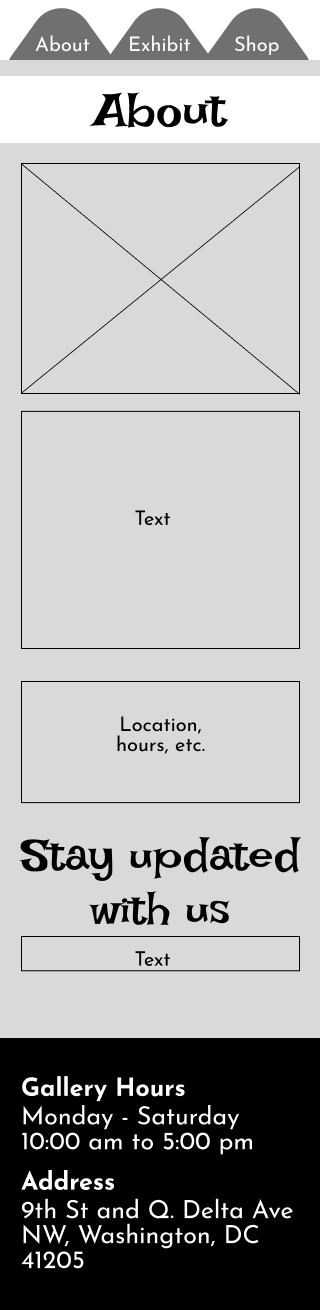 About Exhibit Shop
About
Text
Location,
hours, etc.
Stay updated
with us
Text
Gallery Hours
Monday - Saturday
10:00 am to 5:00 pm
Address
9th St and Q. Delta Ave
NW, Washington, DC
41205